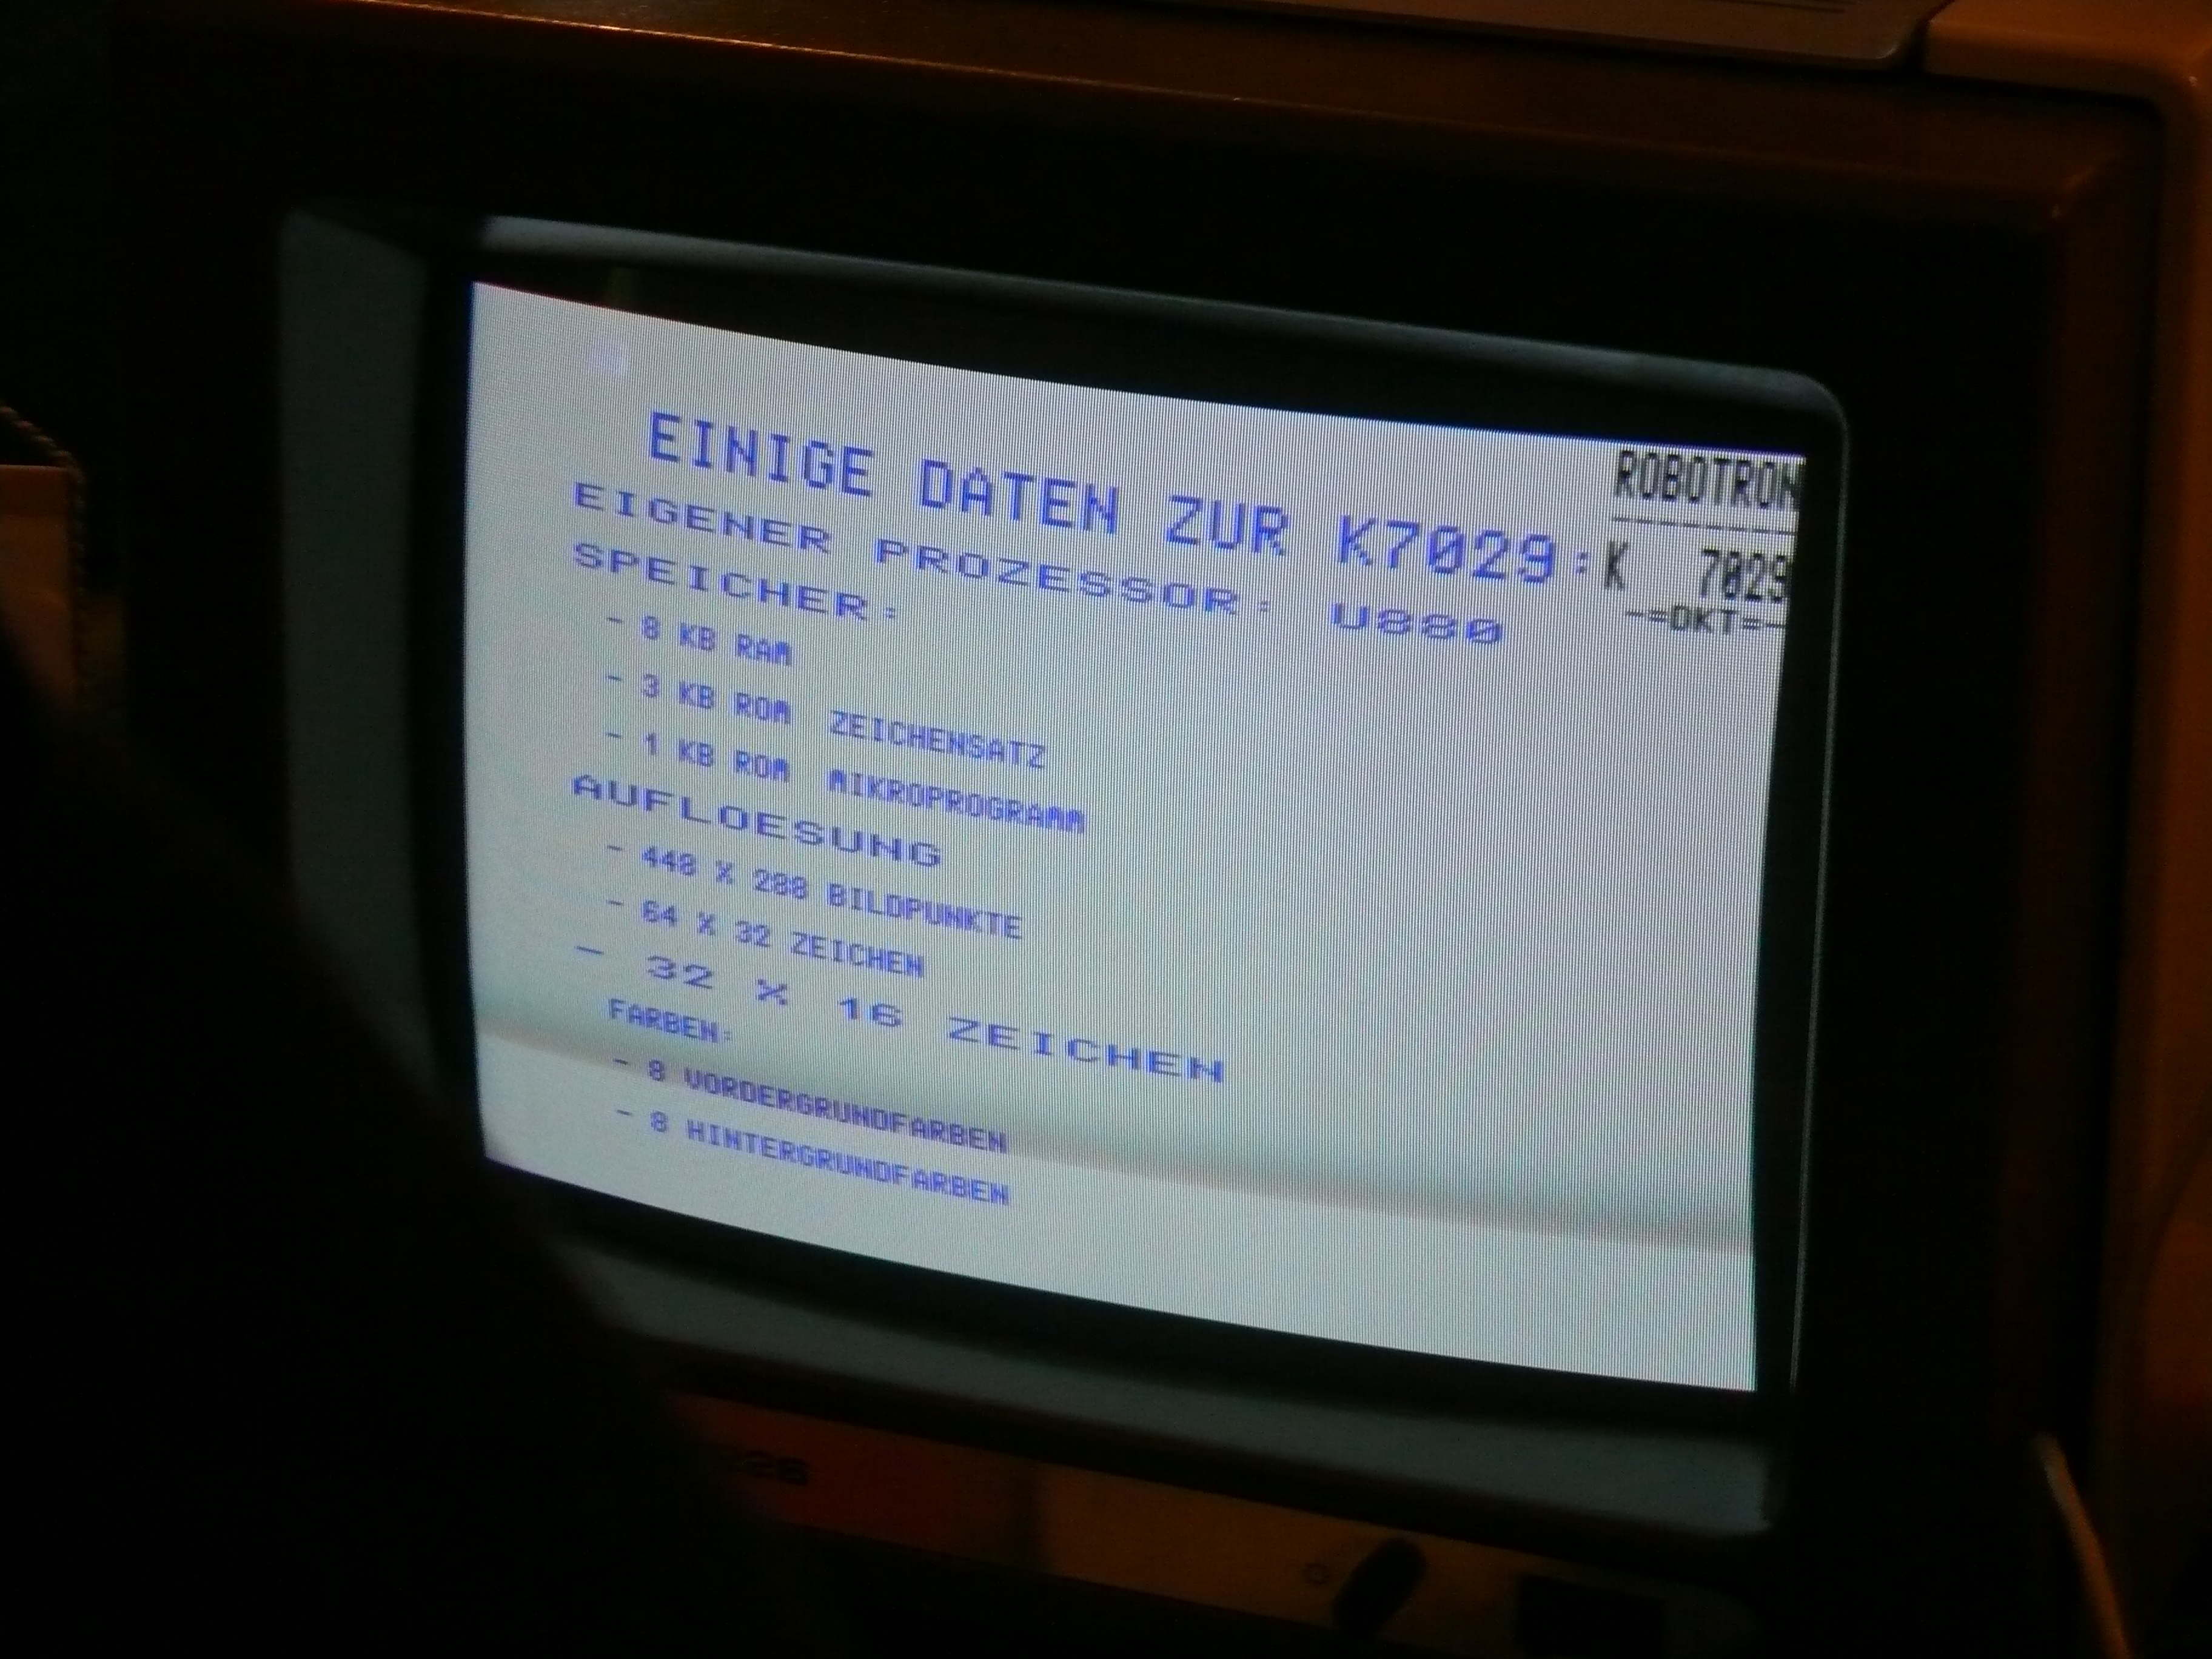 EINIGE DATEN ZUR K7029:
EIGENER PROZESSOR: U880
SPEICHER:
- 8 KB RAM
- 3 KB ROM ZEICHENSATZ
- 1 KB ROM MIKROPROGRAMM
AUFLOESUNG
- 448 X 288 BILDPUNKTE
- 64 X 32 ZEICHEN
- 32 X 16 ZEICHEN
FARBEN:
- 8 VORDERGRUNDFARBEN
- 8 HINTERGRUNDFARBEN
ROBOTRON
K 7029
-=DKT=-